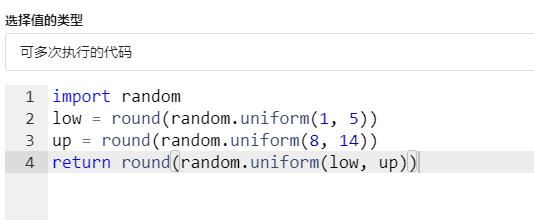 选择值的类型
可多次执行的代码
1 import random
2 low = round(random.uniform(1, 5))
3 up = round(random.uniform(8, 14))
4 return round(random.uniform(low, up))